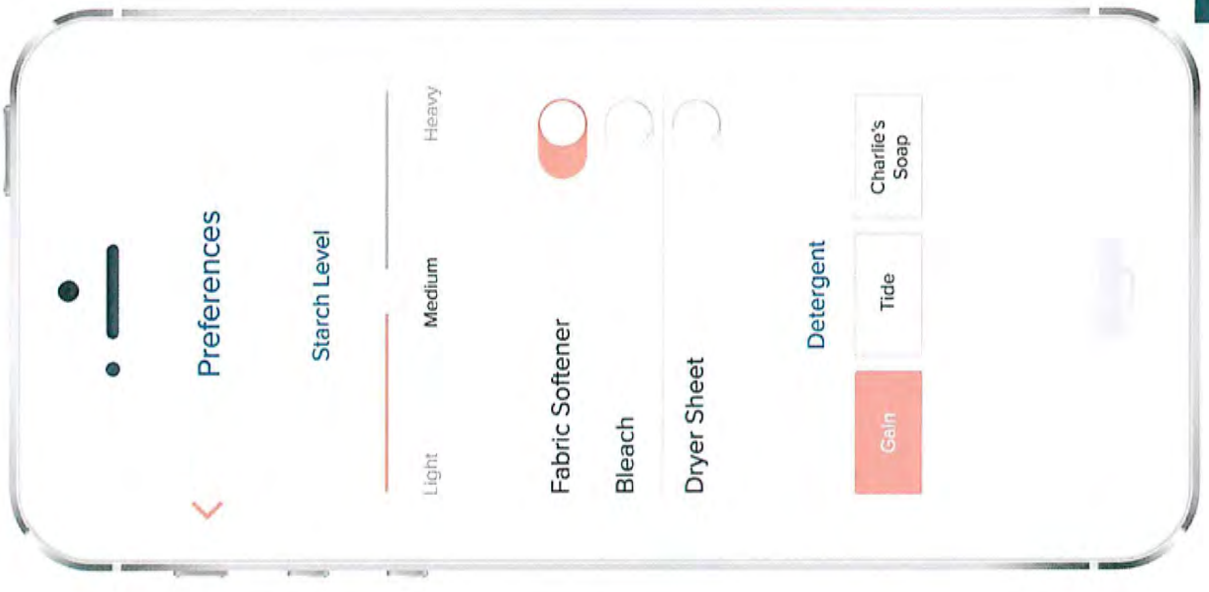 Preferences
Starch Level
Light Medium Heavy
Fabric Softener
Bleach
Dryer Sheet
Detergent
Gain Tide Charlie's
Soap